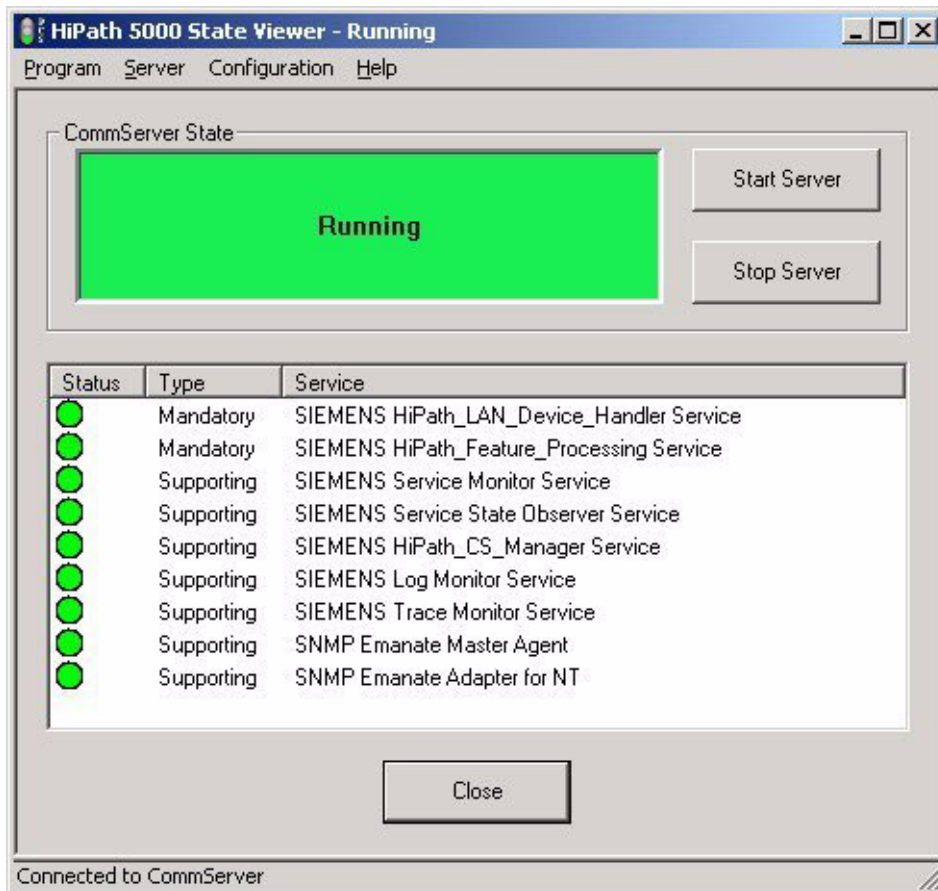 HiPath 5000 State Viewer - Running
Program Server Configuration Help
CommServer State
Running
Start Server
Stop Server
Status Type Service
Mandatory SIEMENS HiPath_LAN_Device_Handler Service
Mandatory SIEMENS HiPath_Feature_Processing Service
Supporting SIEMENS Service Monitor Service
Supporting SIEMENS Service State Observer Service
Supporting SIEMENS HiPath_CS_Manager Service
Supporting SIEMENS Log Monitor Service
Supporting SIEMENS Trace Monitor Service
Supporting SNMP Emanate Master Agent
Supporting SNMP Emanate Adapter for NT
Close
Connected to CommServer